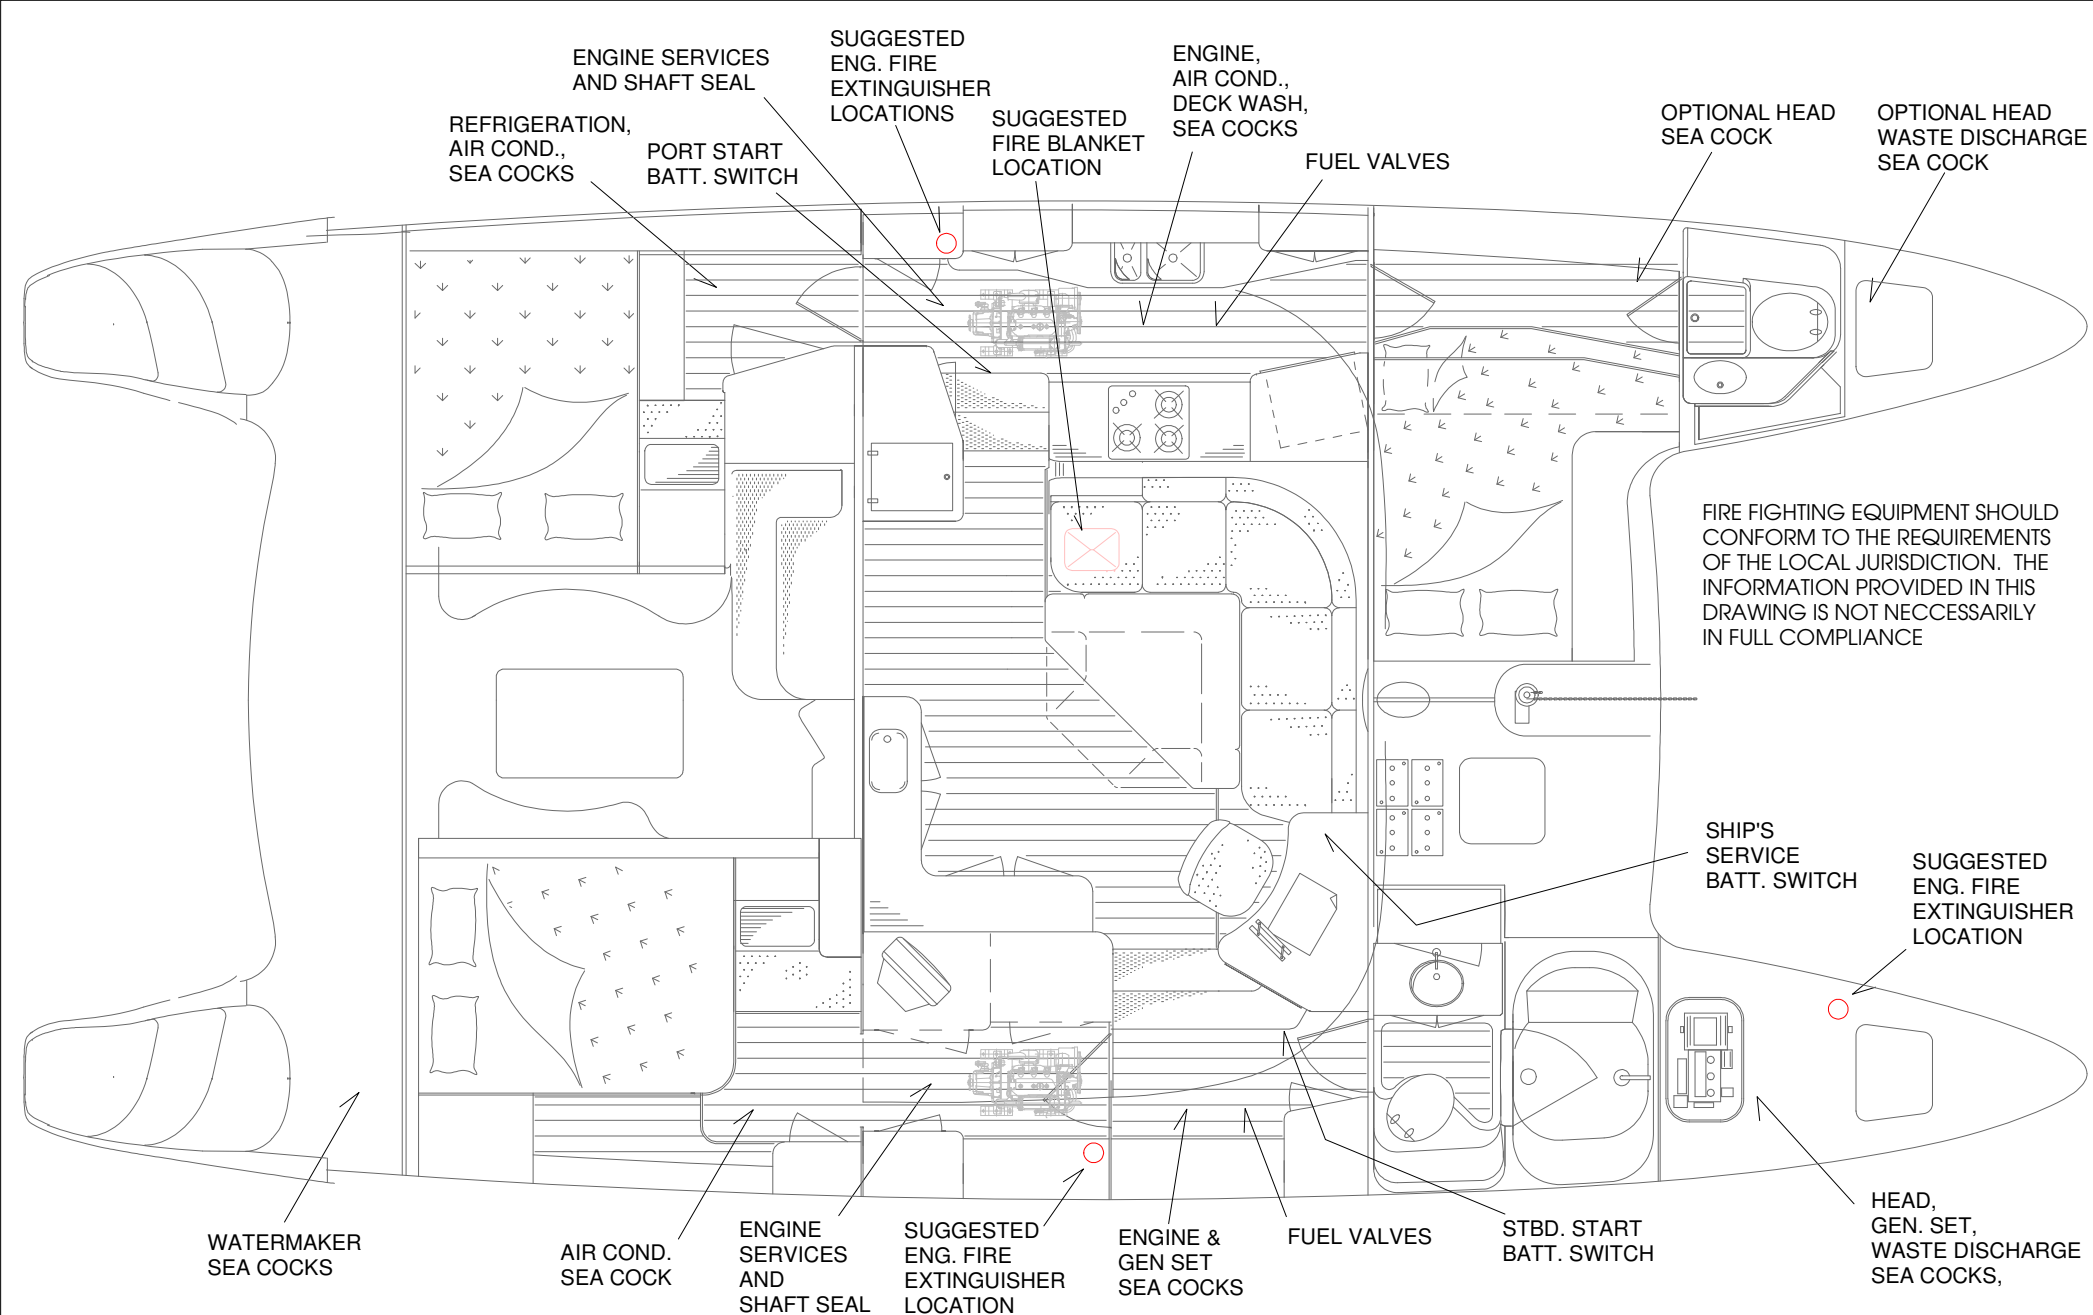 ENGINE SERVICES
AND SHAFT SEAL
SUGGESTED
ENG. FIRE
EXTINGUISHER
LOCATIONS
ENGINE,
AIR COND.,
DECK WASH,
SEA COCKS
REFRIGERATION,
AIR COND.,
SEA COCKS
PORT START
BATT. SWITCH
SUGGESTED
FIRE BLANKET
LOCATION
FUEL VALVES
OPTIONAL HEAD
SEA COCK
OPTIONAL HEAD
WASTE DISCHARGE
SEA COCK
FIRE FIGHTING EQUIPMENT SHOULD
CONFORM TO THE REQUIREMENTS
OF THE LOCAL JURISDICTION. THE
INFORMATION PROVIDED IN THIS
DRAWING IS NOT NECCESSARILY
IN FULL COMPLIANCE
SHIP'S
SERVICE
BATT. SWITCH
SUGGESTED
ENG. FIRE
EXTINGUISHER
LOCATION
WATERMAKER
SEA COCKS
AIR COND.
SEA COCK
ENGINE
SERVICES
AND
SHAFT SEAL
SUGGESTED
ENG. FIRE
EXTINGUISHER
LOCATION
ENGINE &
GEN SET
SEA COCKS
FUEL VALVES
STBD. START
BATT. SWITCH
HEAD,
GEN. SET,
WASTE DISCHARGE
SEA COCKS,